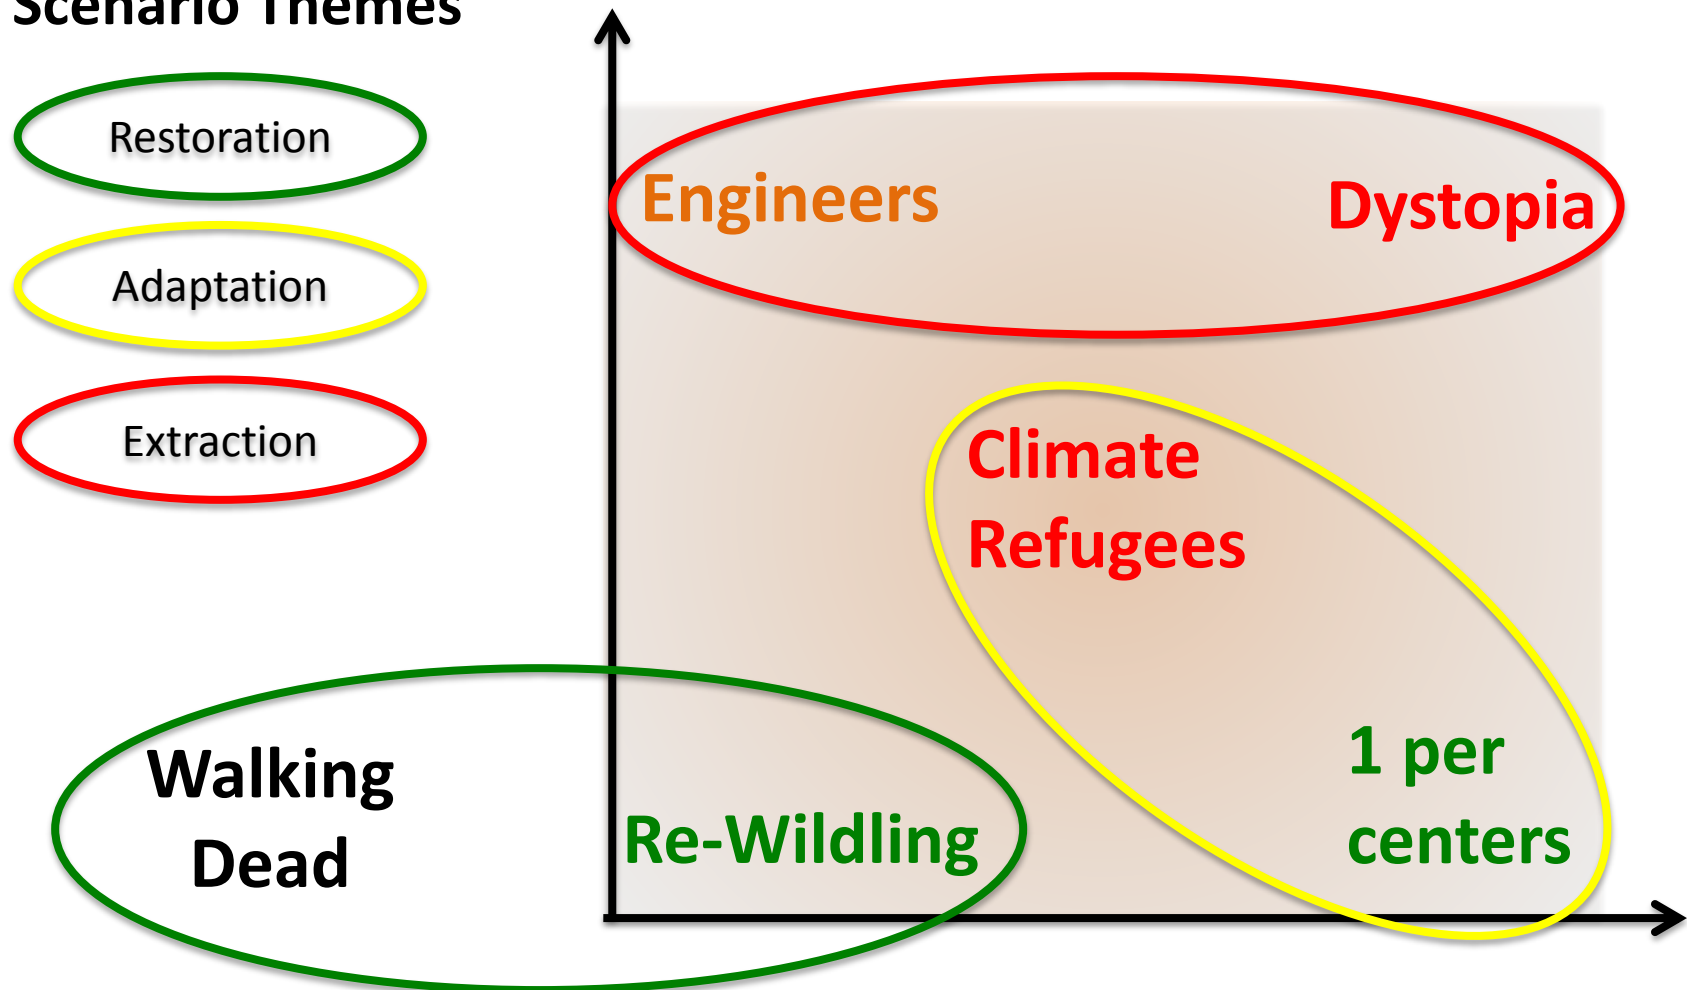 Scenario Themes
Restoration
Adaptation
Extraction
Engineers
Dystopia
Climate
Refugees
Walking
Dead
Re-Wildling
1 per
centers